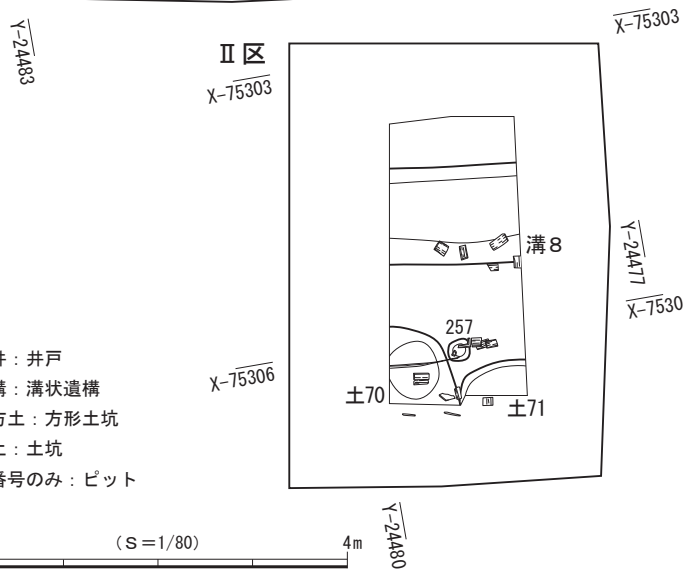 X-75303
Y-24483
Ⅱ区
X-75303
Y-24477
溝8
X-7530
257
X-75306
土70
土71
井：井戸
溝：溝状遺構
方土：方形土坑
土：土坑
番号のみ：ピット
Y-24480
（S＝1/80）
4m